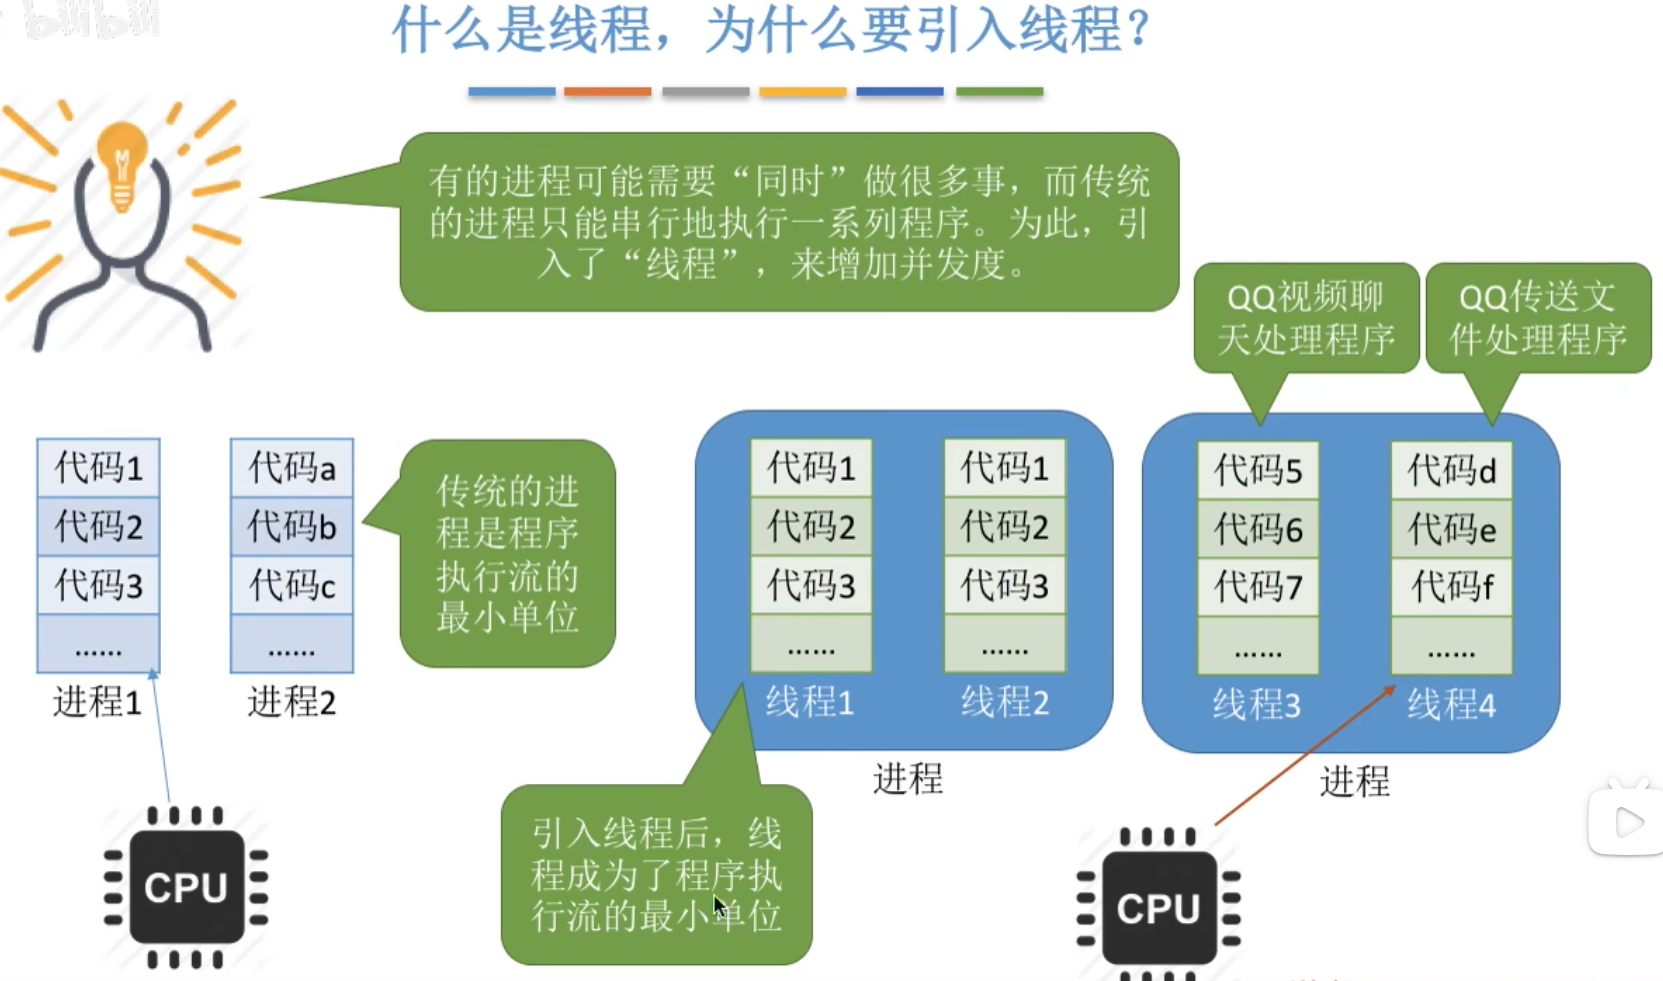 bilibili
什么是线程，为什么要引入线程？
有的进程可能需要“同时”做很多事，而传统
的进程只能串行地执行一系列程序。为此，引
入了“线程”，来增加并发度。
QQ视频聊
天处理程序
QQ传送文
件处理程序
代码1
代码2
代码3
……
进程1
代码a
代码b
代码c
……
进程2
传统的进
程是程序
执行流的
最小单位
代码1
代码2
代码3
……
线程1
代码1
代码2
代码3
……
线程2
进程
代码5
代码6
代码7
……
线程3
代码d
代码e
代码f
……
线程4
进程
CPU
引入线程后，线
程成为了程序执
行流的最小单位
CPU